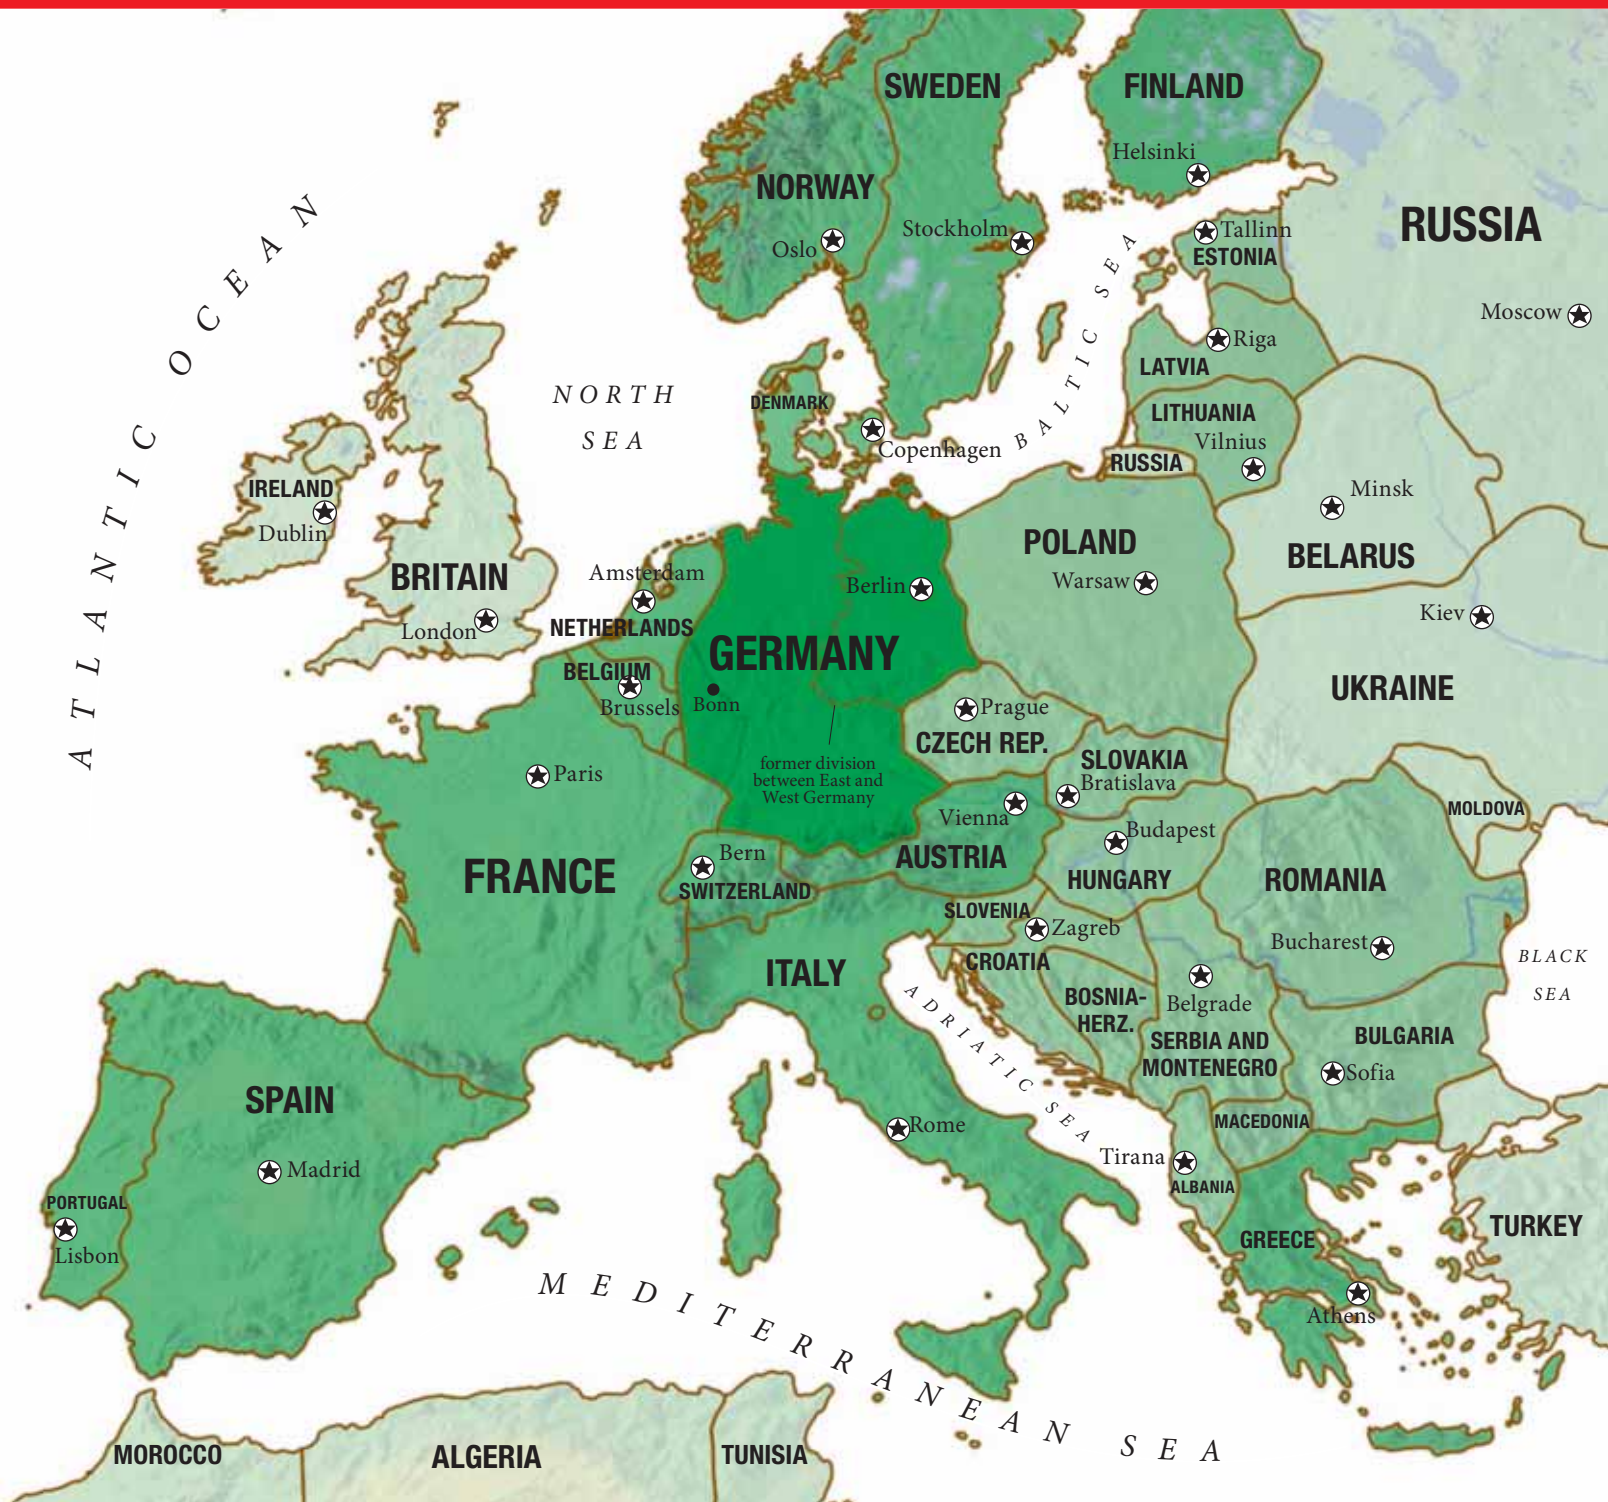 SWEDEN
FINLAND
Helsinki
NORWAY
Oslo
Stockholm
Tallinn
ESTONIA
RUSSIA
Moscow
ATLANTIC OCEAN
NORTH
SEA
BALTIC SEA
Riga
LATVIA
DENMARK
Copenhagen
LITHUANIA
Vilnius
RUSSIA
Minsk
BELARUS
IRELAND
Dublin
BRITAIN
London
Amsterdam
NETHERLANDS
BELGIUM
Brussels
GERMANY
Berlin
Bonn
former division
between East and
West Germany
POLAND
Warsaw
Kiev
UKRAINE
Prague
CZECH REP.
SLOVAKIA
Bratislava
Paris
FRANCE
Bern
SWITZERLAND
Vienna
AUSTRIA
Budapest
HUNGARY
MOLDOVA
ROMANIA
Bucharest
SLOVENIA
Zagreb
CROATIA
ITALY
Rome
ADRIATIC SEA
BOSNIA-
HERZ.
Belgrade
SERBIA AND
MONTENEGRO
BULGARIA
Sofia
BLACK
SEA
MACEDONIA
Tirana
ALBANIA
GREECE
Athens
TURKEY
SPAIN
Madrid
PORTUGAL
Lisbon
MEDITERRANEAN SEA
MOROCCO
ALGERIA
TUNISIA